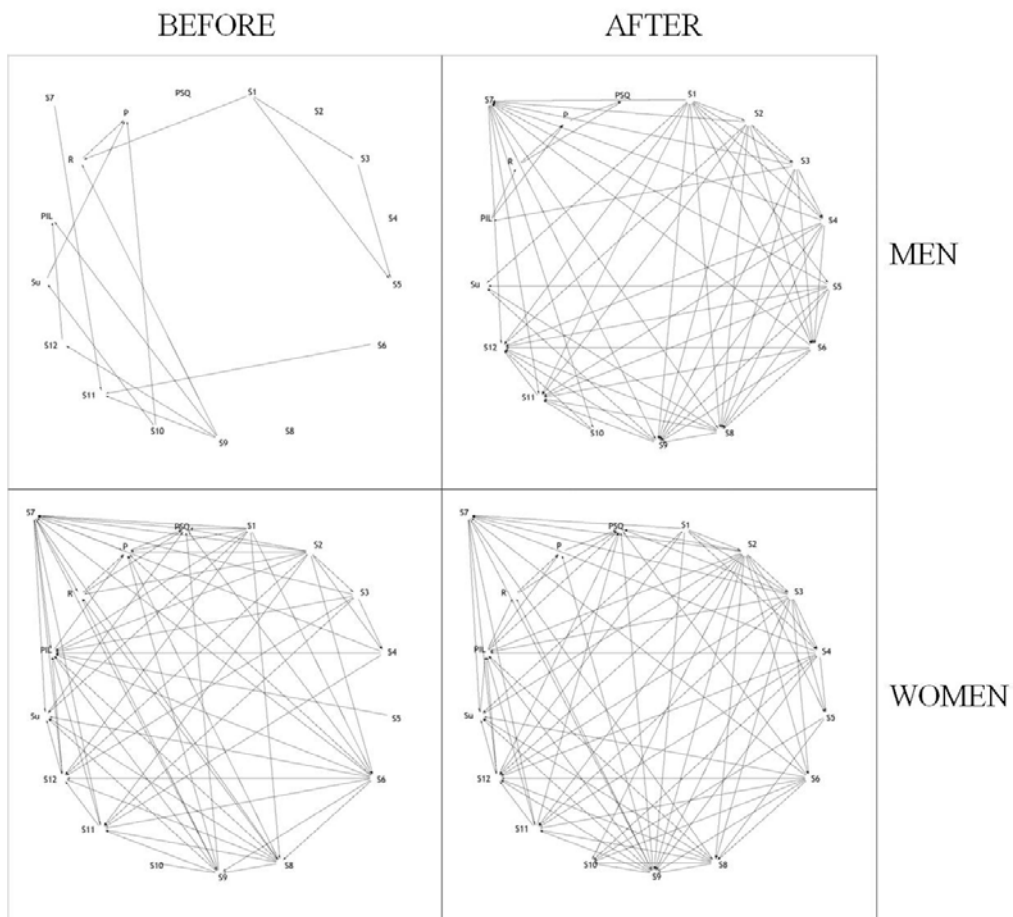 BEFORE AFTER
S7 PSQ S1
P S2
R S3
PIL S4
Su S5
S12 S6
S11
S10 S8
S9
S7 PSQ S1
P S2
R S3
PIL S4
Su S5
S12 S6
S11
S10 S8
S9
MEN
S7 PSQ S1
P S2
R S3
PIL S4
Su S5
S12 S6
S11
S10 S8
S9
S7 PSQ S1
P S2
R S3
PIL S4
Su S5
S12 S6
S11
S10 S8
S9
WOMEN